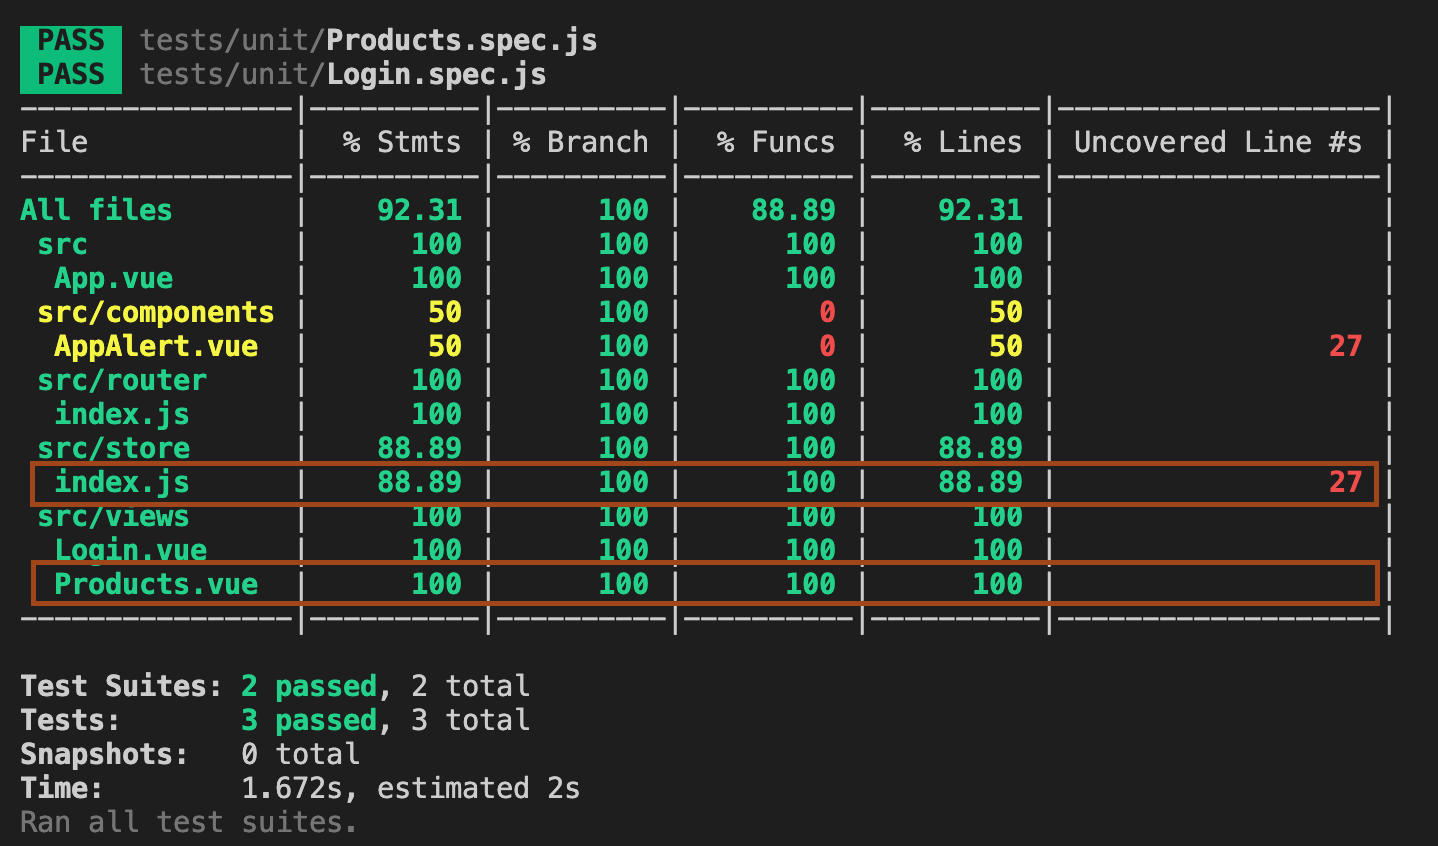 PASS tests/unit/Products.spec.js
PASS tests/unit/Login.spec.js
-----------------|----------|----------|----------|----------|-------------------|
File             |  % Stmts | % Branch |  % Funcs |  % Lines | Uncovered Line #s |
-----------------|----------|----------|----------|----------|-------------------|
All files        |    92.31 |      100 |    88.89 |    92.31 |                   |
 src             |      100 |      100 |      100 |      100 |                   |
  App.vue        |      100 |      100 |      100 |      100 |                   |
 src/components  |       50 |      100 |        0 |       50 |                   |
  AppAlert.vue   |       50 |      100 |        0 |       50 |                27 |
 src/router      |      100 |      100 |      100 |      100 |                   |
  index.js       |      100 |      100 |      100 |      100 |                   |
 src/store       |    88.89 |      100 |      100 |    88.89 |                   |
  index.js       |    88.89 |      100 |      100 |    88.89 |                27 |
 src/views       |      100 |      100 |      100 |      100 |                   |
  Login.vue      |      100 |      100 |      100 |      100 |                   |
  Products.vue   |      100 |      100 |      100 |      100 |                   |
-----------------|----------|----------|----------|----------|-------------------|
Test Suites: 2 passed, 2 total
Tests:       3 passed, 3 total
Snapshots:   0 total
Time:        1.672s, estimated 2s
Ran all test suites.